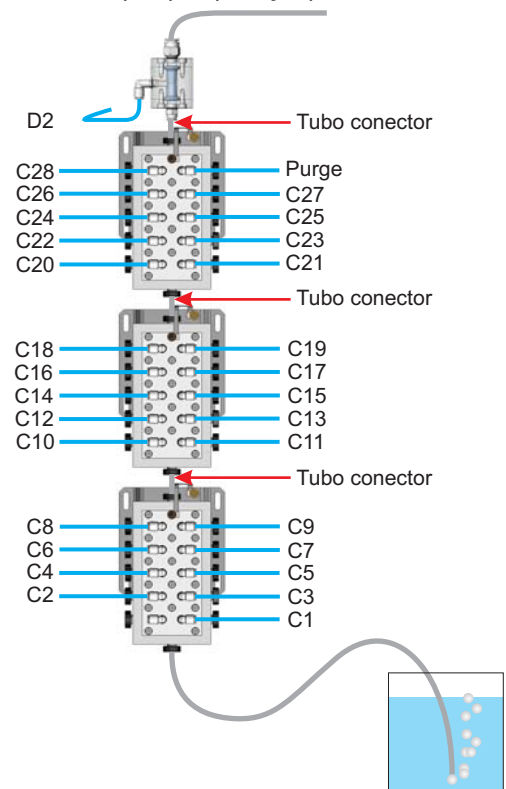 D2
Tubo conector
C28 Purge
C26 C27
C24 C25
C22 C23
C20 C21
Tubo conector
C18 C19
C16 C17
C14 C15
C12 C13
C10 C11
Tubo conector
C8 C9
C6 C7
C4 C5
C2 C3
C1